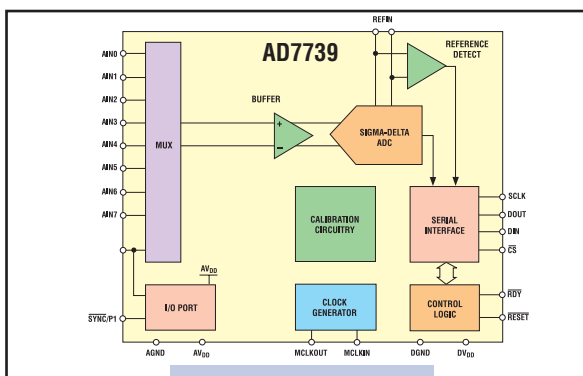 REFIN
AD7739
REFERENCE
DETECT
AIN0
AIN1
AIN2
AIN3
AIN4
AIN5
AIN6
AIN7
MUX
BUFFER
+
−
SIGMA-DELTA
ADC
CALIBRATION
CIRCUITRY
SERIAL
INTERFACE
SCLK
DOUT
DIN
CS
AVDD
I/O PORT
SYNC/P1
CLOCK
GENERATOR
CONTROL
LOGIC
RDY
RESET
AGND
AVDD
MCLKOUT
MCLKIN
DGND
DVDD